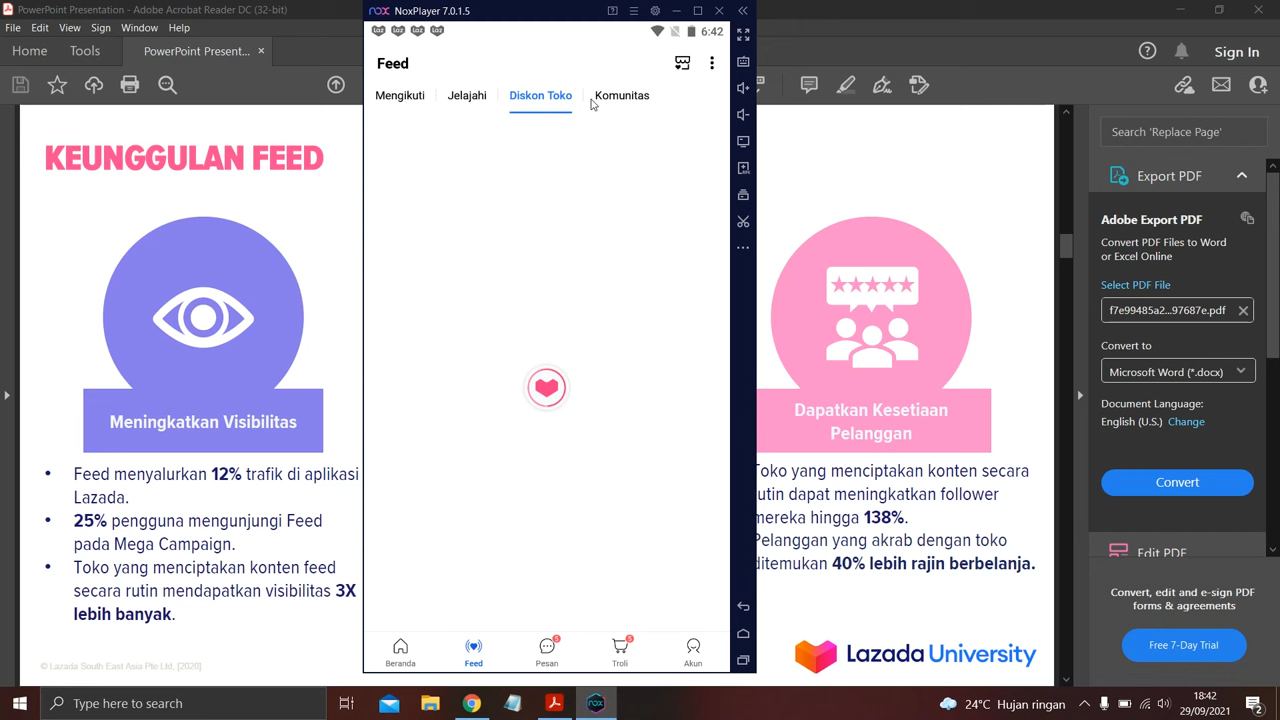 PowerPoint Presentation - Adobe Acrobat Reader DC (32-bit)
File Edit View Sign Window Help
Home Tools PowerPoint Present... ×
Sign In
NoxPlayer 7.0.1.5
Laz Laz Laz Laz
6:42
Feed
Mengikuti
Jelajahi
Diskon Toko
Komunitas
Beranda
Feed
5
Pesan
5
Troli
Akun
KEUNGGULAN FEED
Meningkatkan Visibilitas
• Feed menyalurkan 12% trafik di aplikasi
Lazada.
• 25% pengguna mengunjungi Feed
pada Mega Campaign.
• Toko yang menciptakan konten feed
secara rutin mendapatkan visibilitas 3X
lebih banyak.
© Lazada South East Asia Pte Ltd, [2020]
Dapatkan Kesetiaan
Pelanggan
Toko yang menciptakan konten secara
rutin dapat meningkatkan follower
mereka hingga 138%.
Pelanggan yang akrab dengan toko
ditemukan 40% lebih rajin berbelanja.
Lazada University
Export PDF
Adobe Export PDF
Convert PDF Files to Word
or Excel Online
Select PDF File
f7e99485a2...97687e.pdf
Convert to
Microsoft Word (*.docx)
Document Language:
English (U.S.) Change
Convert
Edit PDF
Convert, edit and e-sign PDF
forms & agreements
Free 7-Day Trial
Type here to search
24°C Hujan ringan
18:42
29/09/2021
2